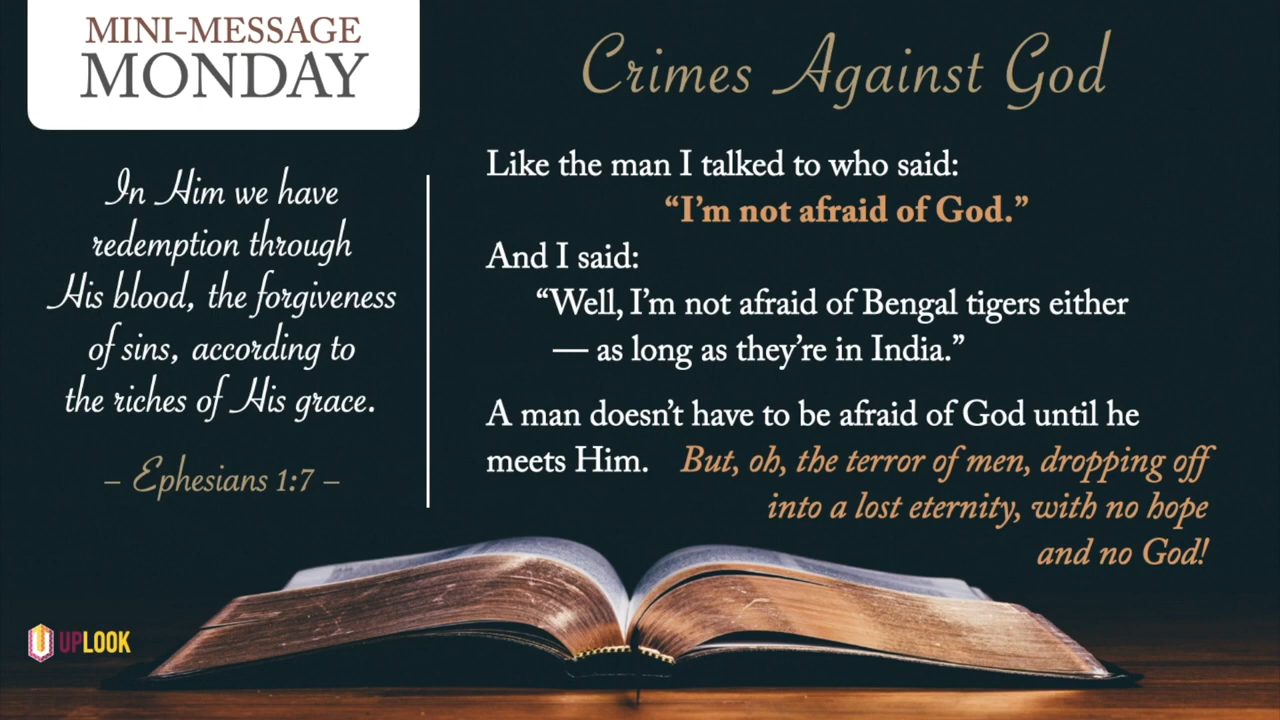 MINI-MESSAGE
MONDAY
In Him we have
redemption through
His blood, the forgiveness
of sins, according to
the riches of His grace.
– Ephesians 1:7 –
Crimes Against God
Like the man I talked to who said:
“I’m not afraid of God.”
And I said:
“Well, I’m not afraid of Bengal tigers either
— as long as they’re in India.”
A man doesn’t have to be afraid of God until he
meets Him. But, oh, the terror of men, dropping off
into a lost eternity, with no hope
and no God!
UPLOOK